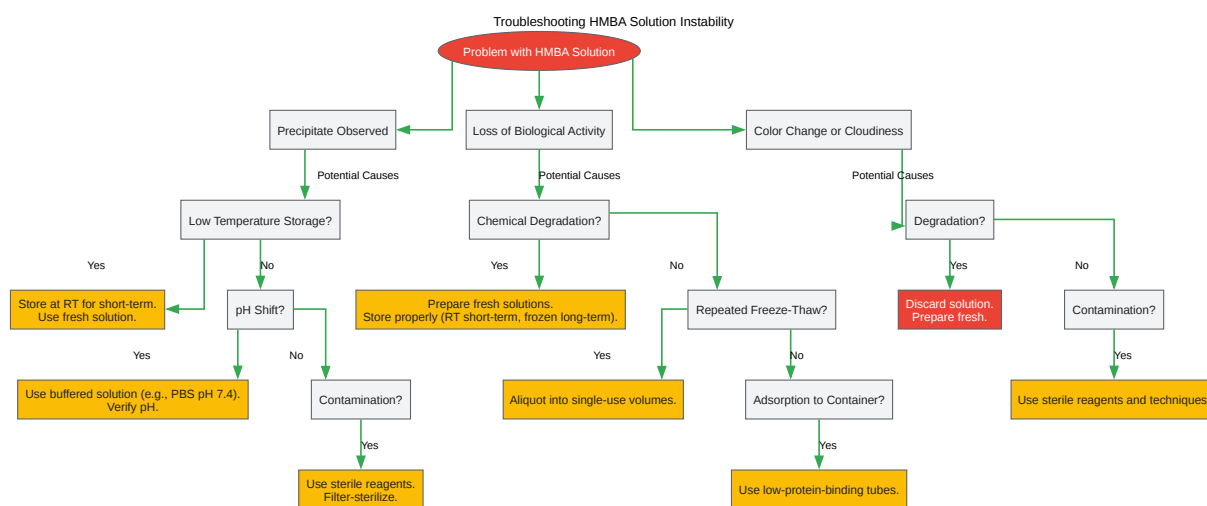 Troubleshooting HMBA Solution Instability
Problem with HMBA Solution
Precipitate Observed
Loss of Biological Activity
Color Change or Cloudiness
Potential Causes
Potential Causes
Potential Causes
Low Temperature Storage?
Chemical Degradation?
Degradation?
Yes
No
Yes
No
Yes
No
Store at RT for short-term.
Use fresh solution.
pH Shift?
Prepare fresh solutions.
Store properly (RT short-term, frozen long-term).
Repeated Freeze-Thaw?
Discard solution.
Prepare fresh.
Contamination?
Yes
No
Yes
No
Yes
Use buffered solution (e.g., PBS pH 7.4).
Verify pH.
Contamination?
Aliquot into single-use volumes.
Adsorption to Container?
Use sterile reagents and techniques
Yes
Yes
Use sterile reagents.
Filter-sterilize.
Use low-protein-binding tubes.